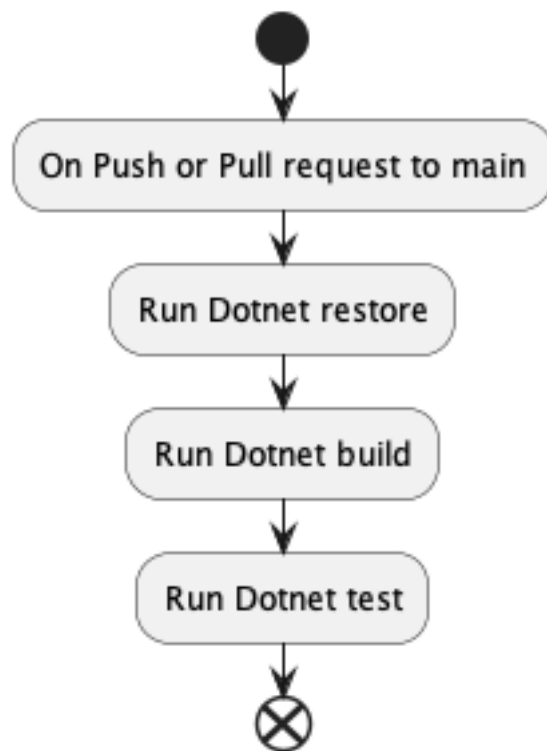 On Push or Pull request to main
Run Dotnet restore
Run Dotnet build
Run Dotnet test